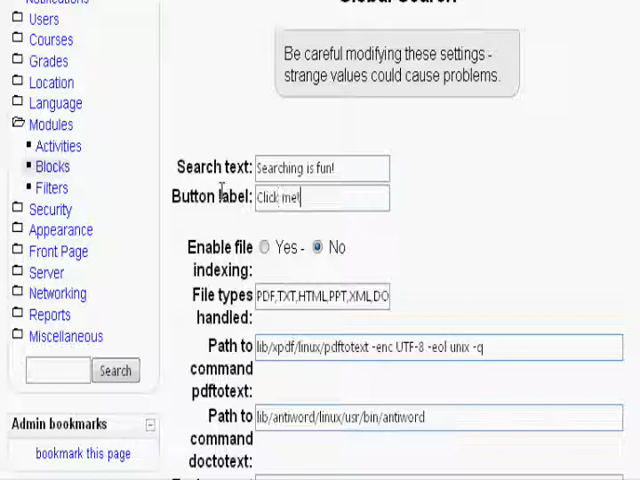 Notifications
Global Search
Users
Courses
Grades
Location
Language
Modules
Activities
Blocks
Filters
Security
Appearance
Front Page
Server
Networking
Reports
Miscellaneous
Search
Admin bookmarks
bookmark this page
Be careful modifying these settings -
strange values could cause problems.
Search text: Searching is fun!
Button label: Click me!
Enable file Yes - No
indexing:
File types PDF,TXT,HTML,PPT,XML,DO
handled:
Path to lib/xpdf/linux/pdftotext -enc UTF-8 -eol unix -q
command
pdftotext:
Path to lib/antiword/linux/usr/bin/antiword
command
doctotext: